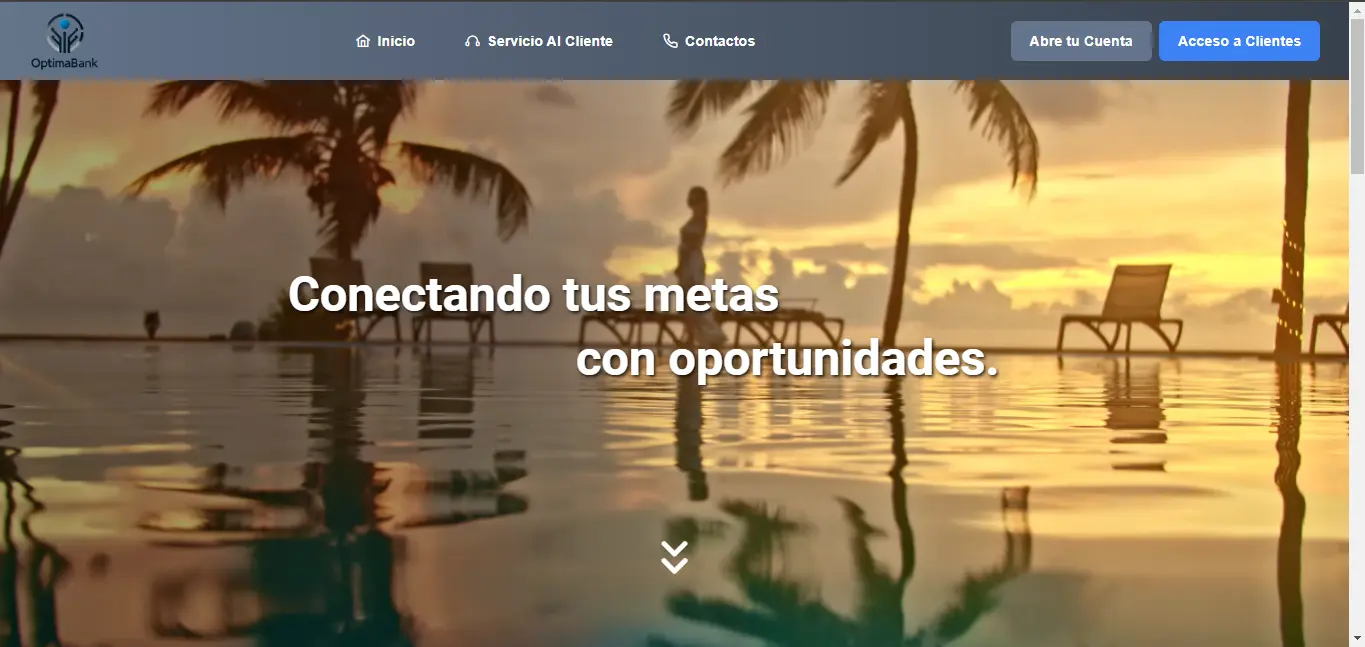 OptimaBank
Inicio
Servicio Al Cliente
Contactos
Abre tu Cuenta
Acceso a Clientes
Conectando tus metas
con oportunidades.